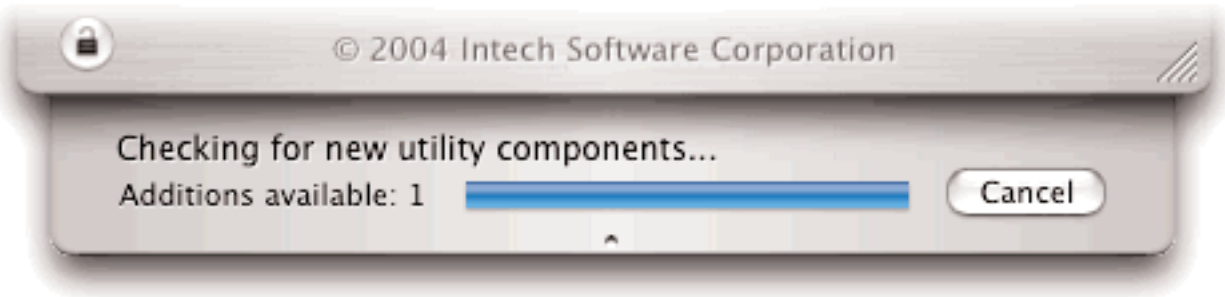 © 2004 Intech Software Corporation
Checking for new utility components...
Additions available: 1
Cancel